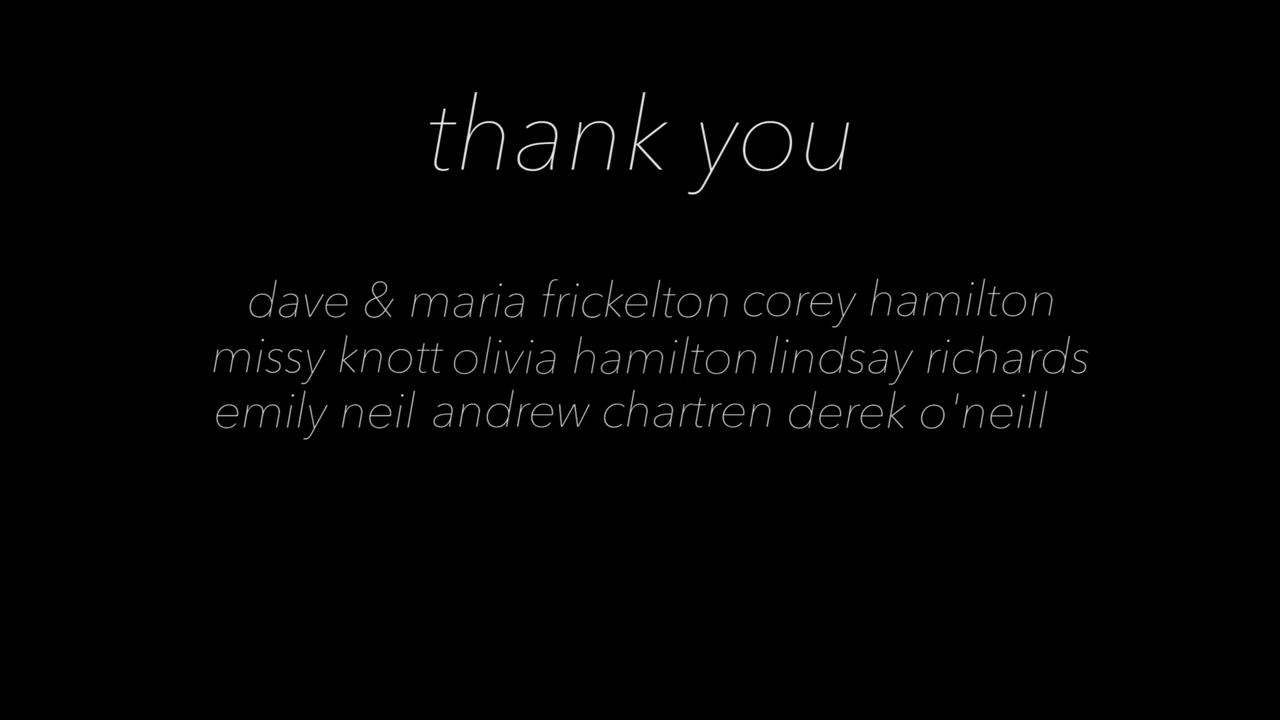 thank you
dave & maria frickelton corey hamilton
missy knott olivia hamilton lindsay richards
emily neil andrew chartren derek o'neill